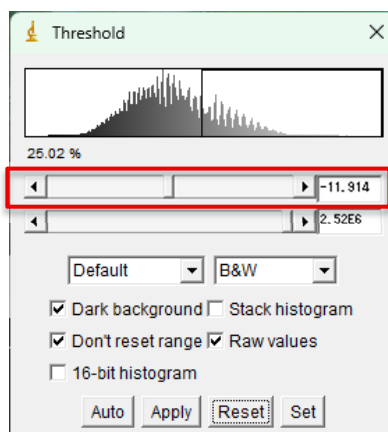 Threshold
25.02 %
-11.914
2.52E6
Default B&W
Dark background Stack histogram
Don't reset range Raw values
16-bit histogram
Auto Apply Reset Set